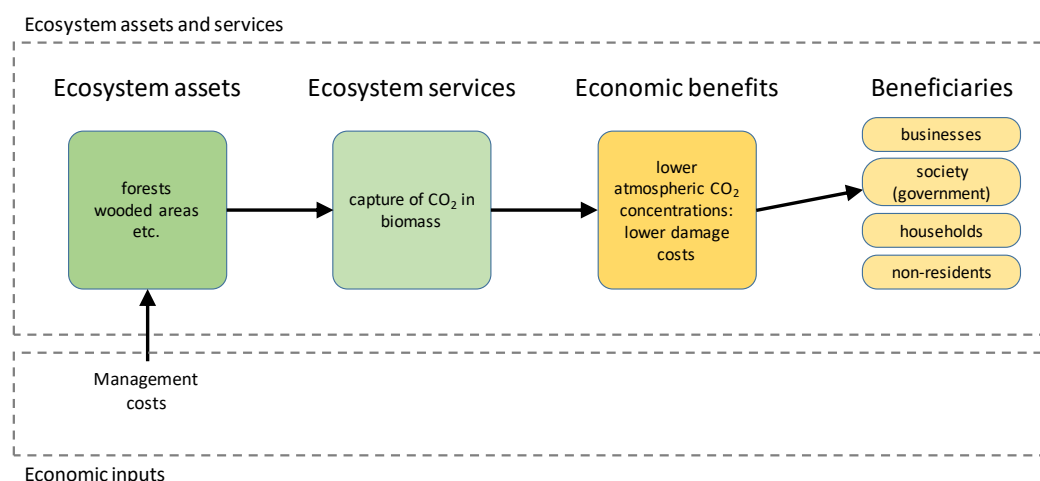 Ecosystem assets and services
Ecosystem assets
Ecosystem services
Economic benefits
Beneficiaries
forests
wooded areas
etc.
capture of CO₂ in
biomass
lower
atmospheric CO₂
concentrations:
lower damage
costs
businesses
society
(government)
households
non-residents
Management
costs
Economic inputs